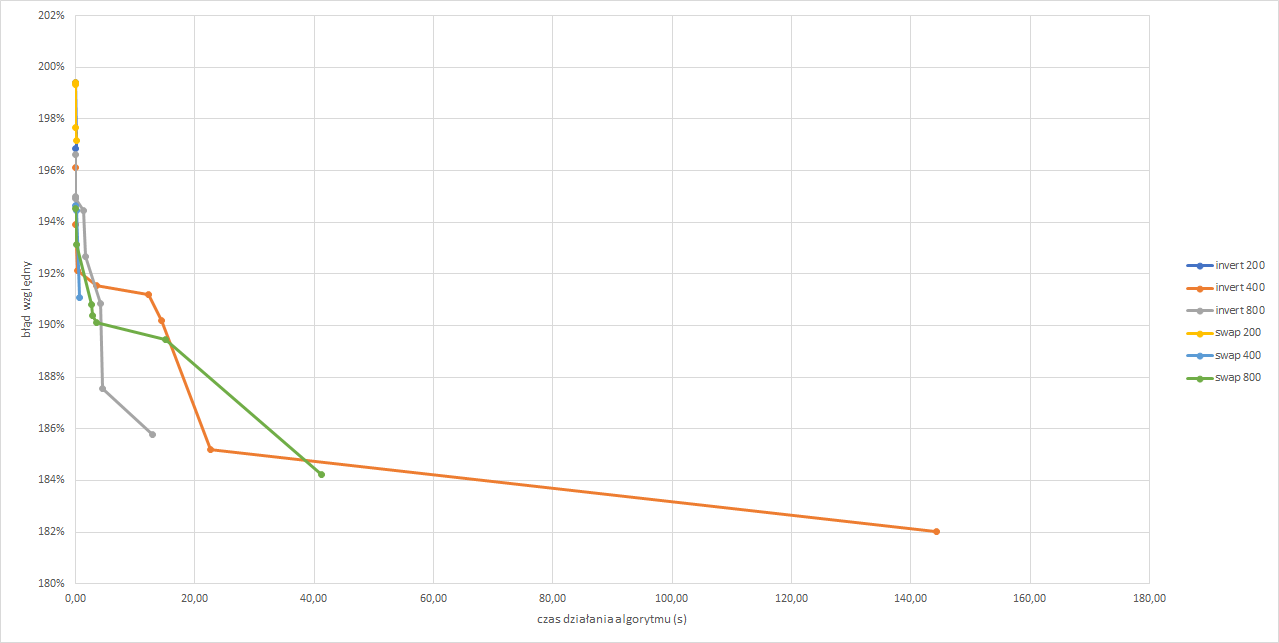 202%
200%
198%
196%
194%
192%
190%
188%
186%
184%
182%
180%
błąd względny
0,00 20,00 40,00 60,00 80,00 100,00 120,00 140,00 160,00 180,00
czas działania algorytmu (s)
invert 200
invert 400
invert 800
swap 200
swap 400
swap 800